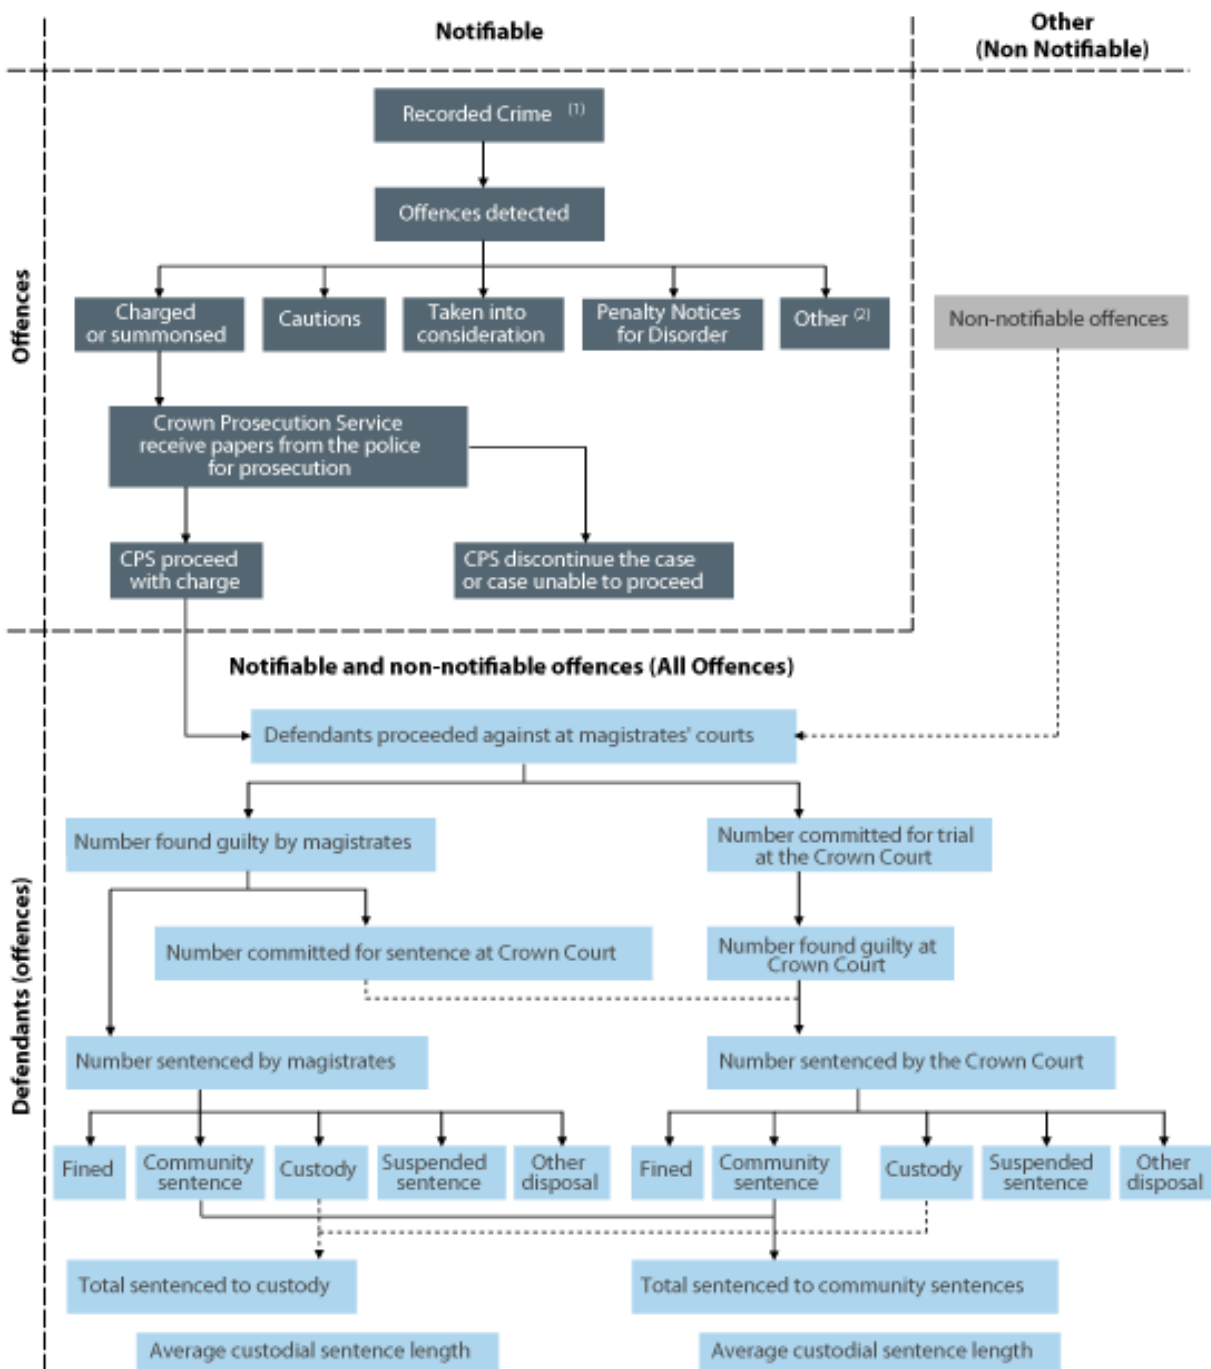 Notifiable
Other
(Non Notifiable)
Offences
Recorded Crime (1)
Offences detected
Charged
or summonsed
Cautions
Taken into
consideration
Penalty Notices
for Disorder
Other (2)
Non-notifiable offences
Crown Prosecution Service
receive papers from the police
for prosecution
CPS proceed
with charge
CPS discontinue the case
or case unable to proceed
Notifiable and non-notifiable offences (All Offences)
Defendants (offences)
Defendants proceeded against at magistrates' courts
Number found guilty by magistrates
Number committed for trial
at the Crown Court
Number committed for sentence at Crown Court
Number found guilty at
Crown Court
Number sentenced by magistrates
Number sentenced by the Crown Court
Fined
Community
sentence
Custody
Suspended
sentence
Other
disposal
Fined
Community
sentence
Custody
Suspended
sentence
Other
disposal
Total sentenced to custody
Total sentenced to community sentences
Average custodial sentence length
Average custodial sentence length